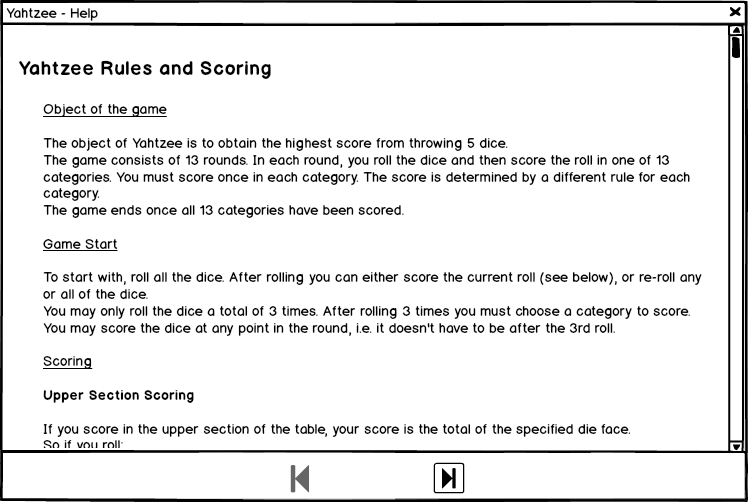 Yahtzee - Help
Yahtzee Rules and Scoring
Object of the game
The object of Yahtzee is to obtain the highest score from throwing 5 dice.
The game consists of 13 rounds. In each round, you roll the dice and then score the roll in one of 13
categories. You must score once in each category. The score is determined by a different rule for each
category.
The game ends once all 13 categories have been scored.
Game Start
To start with, roll all the dice. After rolling you can either score the current roll (see below), or re-roll any
or all of the dice.
You may only roll the dice a total of 3 times. After rolling 3 times you must choose a category to score.
You may score the dice at any point in the round, i.e. it doesn't have to be after the 3rd roll.
Scoring
Upper Section Scoring
If you score in the upper section of the table, your score is the total of the specified die face.
So if you roll: